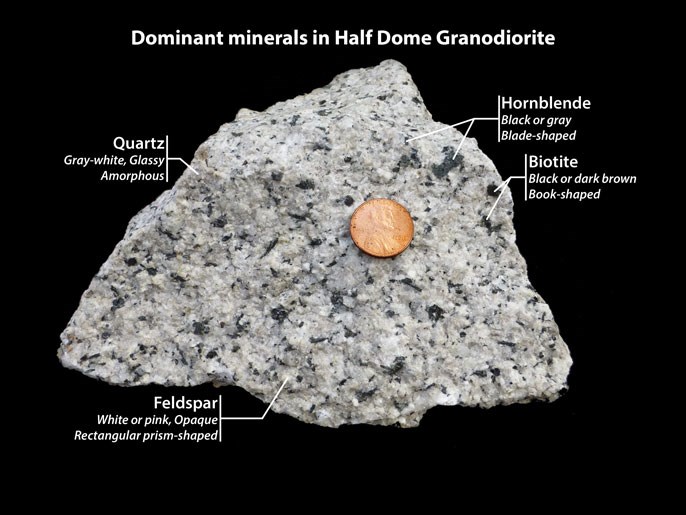 Dominant minerals in Half Dome Granodiorite
Hornblende
Black or gray
Blade-shaped
Quartz
Gray-white, Glassy
Amorphous
Biotite
Black or dark brown
Book-shaped
Feldspar
White or pink, Opaque
Rectangular prism-shaped